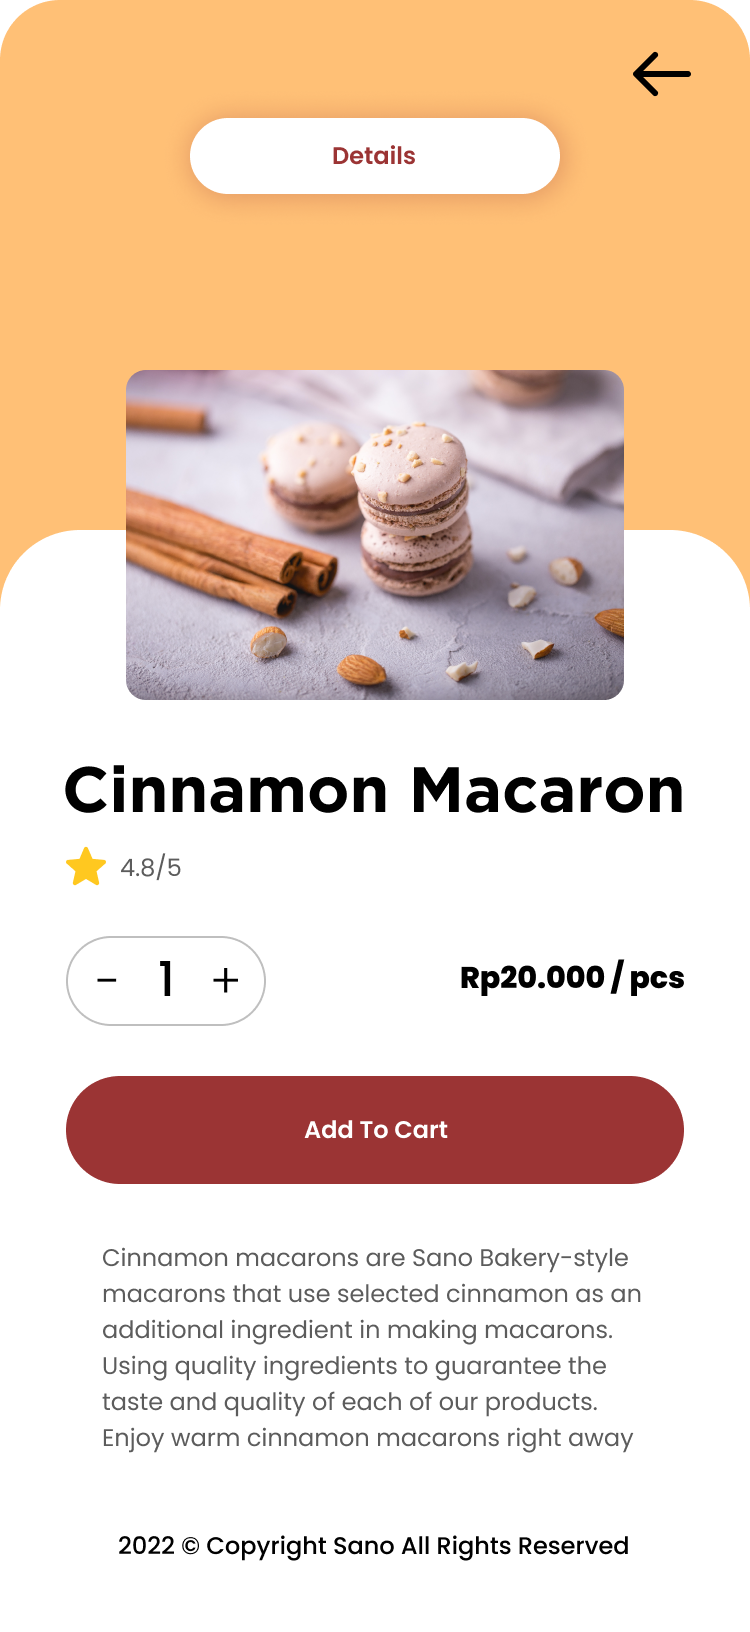 Details
Cinnamon Macaron
4.8/5
- 1 +
Rp20.000 / pcs
Add To Cart
Cinnamon macarons are Sano Bakery-style
macarons that use selected cinnamon as an
additional ingredient in making macarons.
Using quality ingredients to guarantee the
taste and quality of each of our products.
Enjoy warm cinnamon macarons right away
2022 © Copyright Sano All Rights Reserved